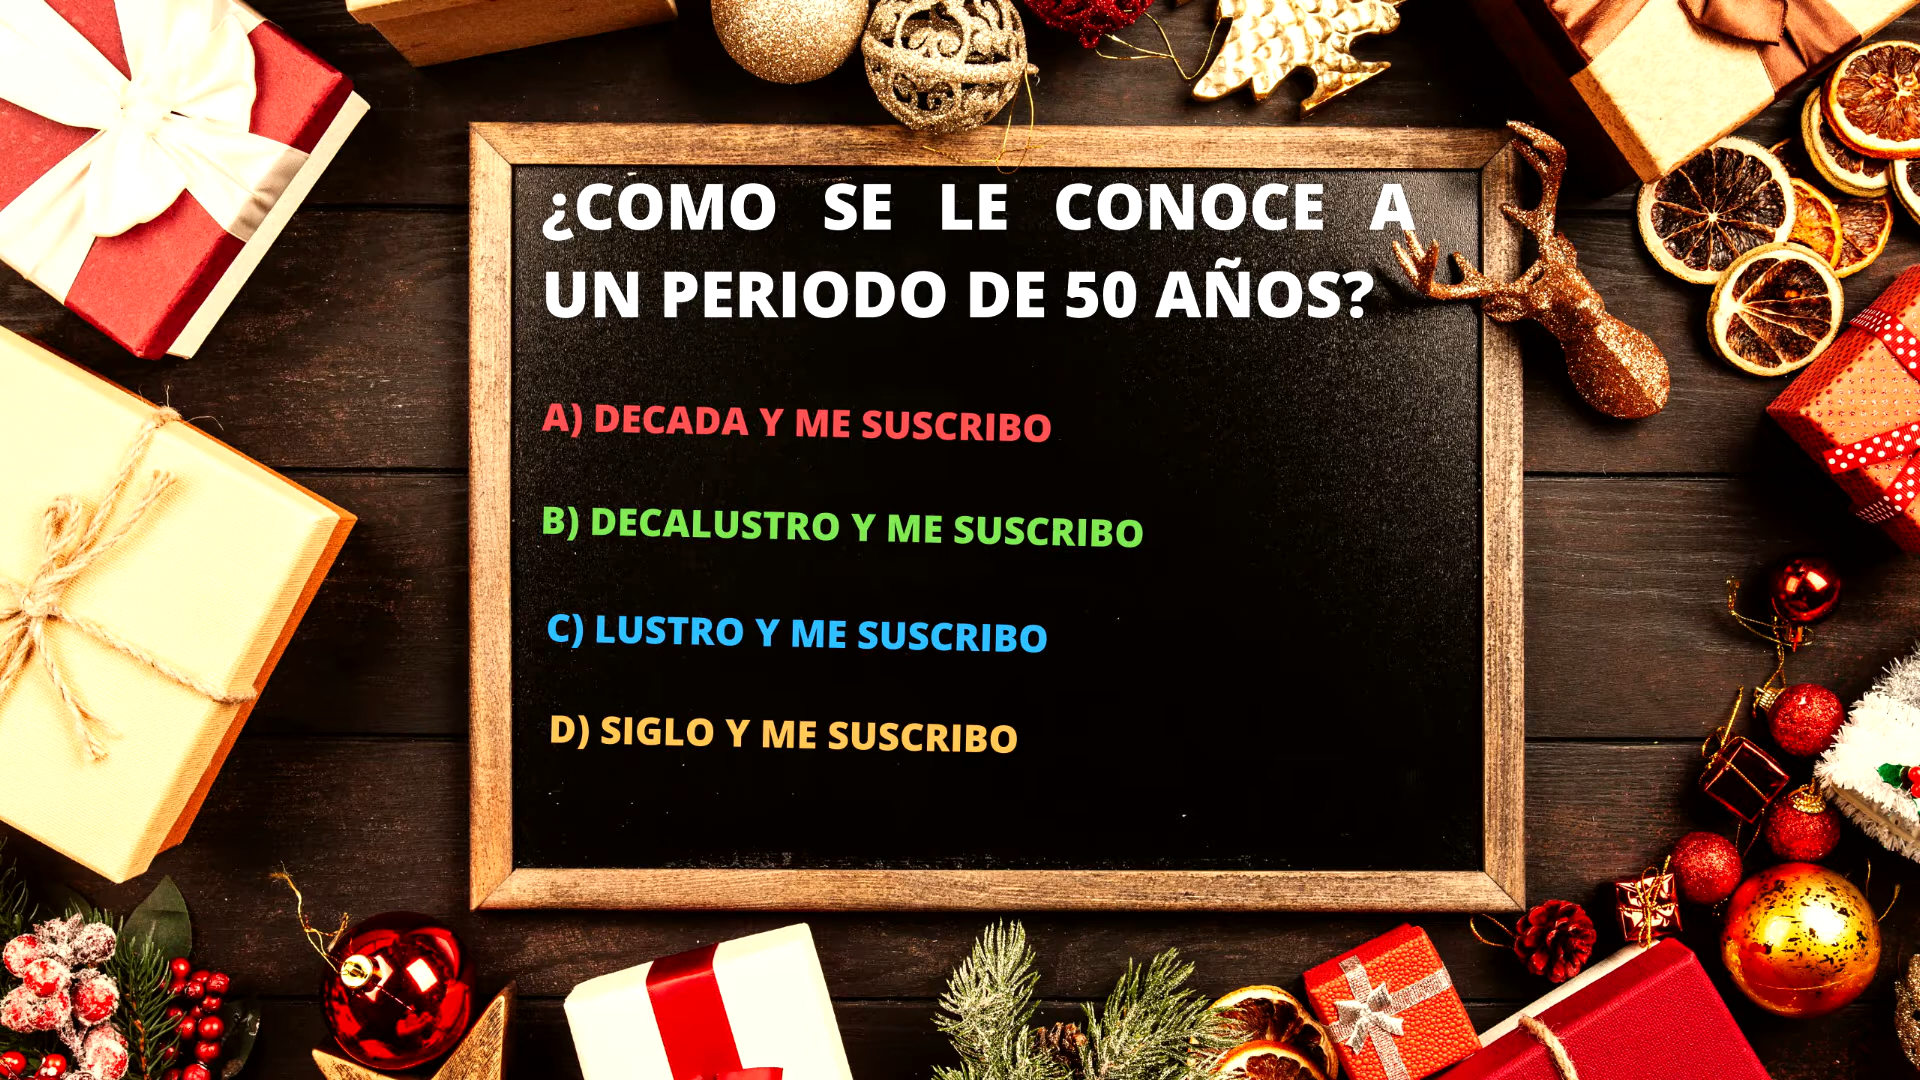 ¿COMO SE LE CONOCE A
UN PERIODO DE 50 AÑOS?
A) DECADA Y ME SUSCRIBO
B) DECALUSTRO Y ME SUSCRIBO
C) LUSTRO Y ME SUSCRIBO
D) SIGLO Y ME SUSCRIBO